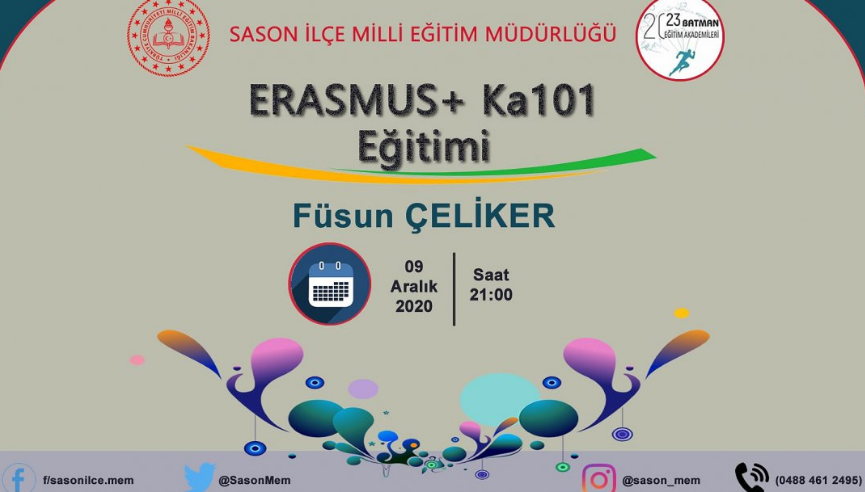 SASON İLÇE MİLLİ EĞİTİM MÜDÜRLÜĞÜ
2023 BATMAN
EĞİTİM AKADEMİLERİ
ERASMUS+ Ka101
Eğitimi
Füsun ÇELİKER
09
Aralık
2020
Saat
21:00
f/sasonilce.mem
@SasonMem
@sason_mem
(0488 461 2495)